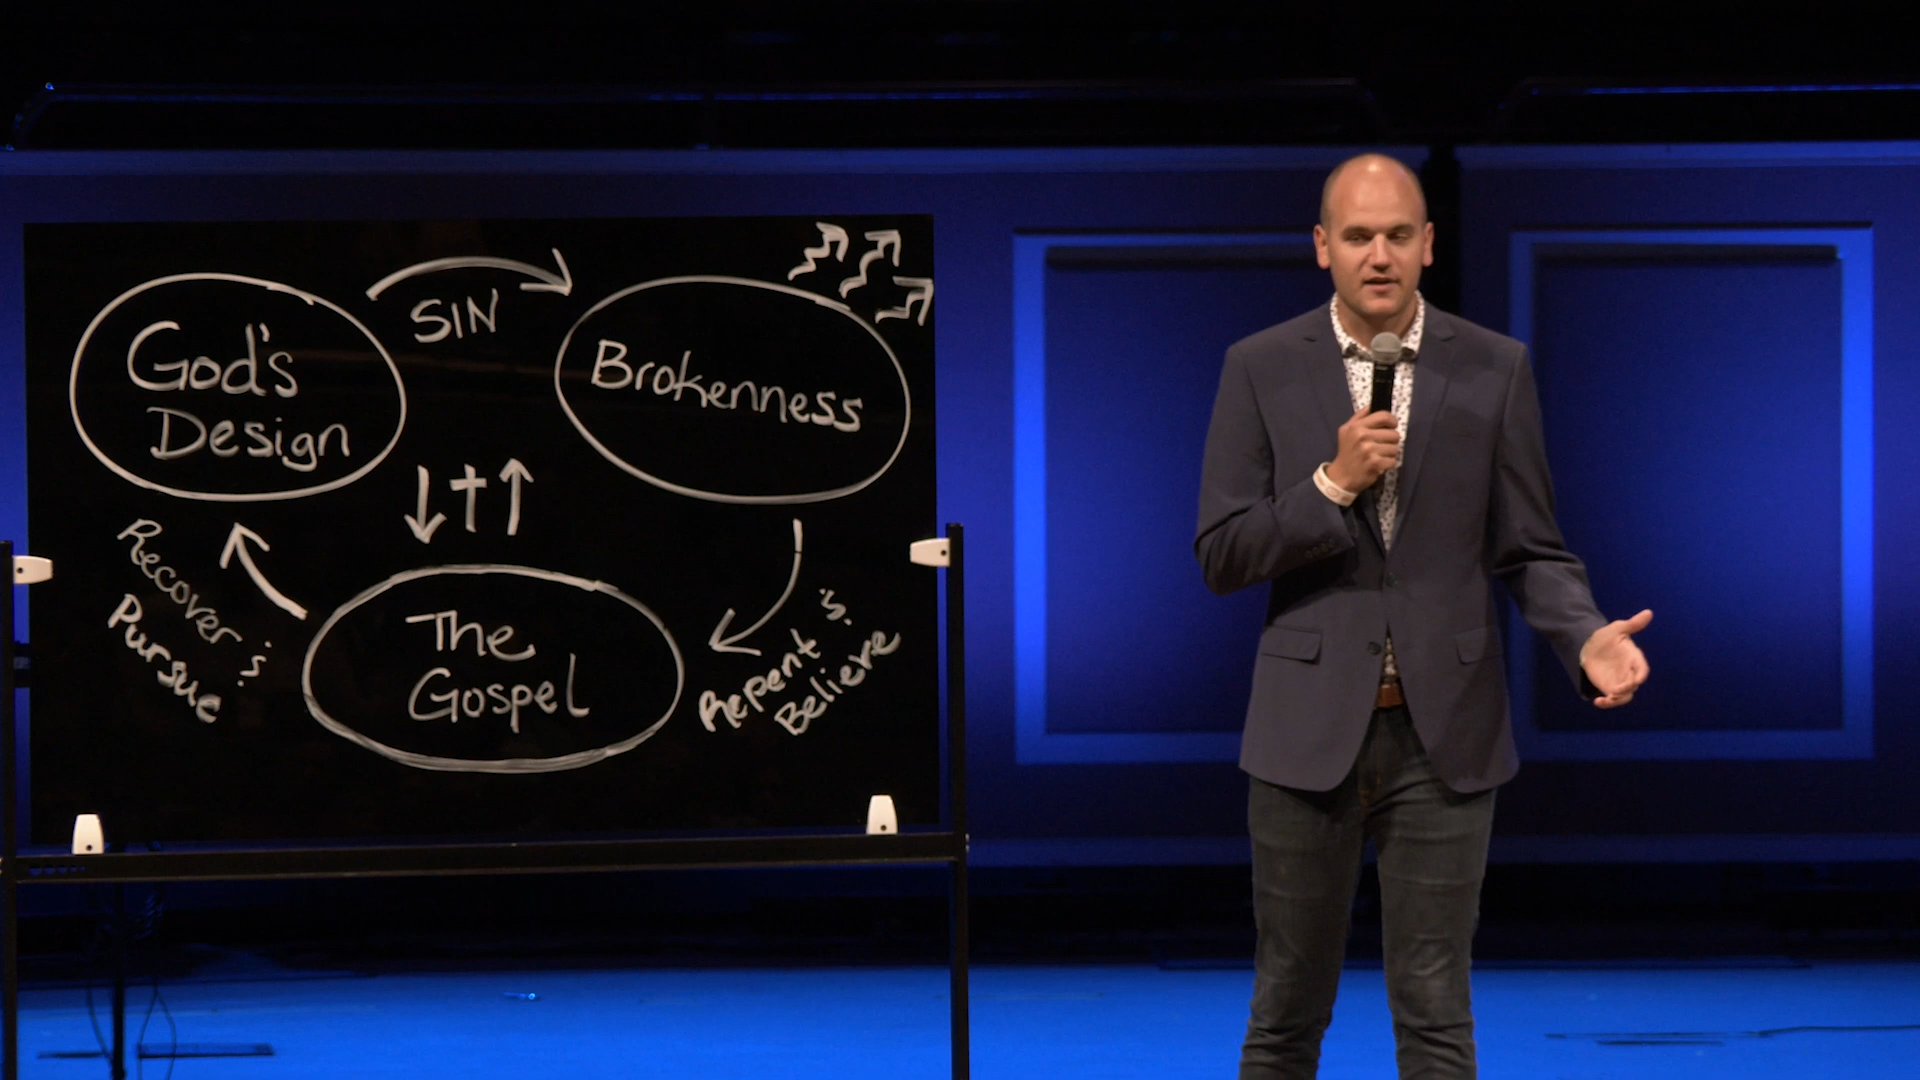 God's
Design
SIN
Brokenness
Recover &
Pursue
The
Gospel
Repent &
Believe